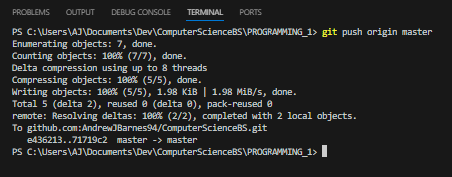 PROBLEMS OUTPUT DEBUG CONSOLE TERMINAL PORTS
PS C:\Users\AJ\Documents\Dev\ComputerScienceBS\PROGRAMMING_1> git push origin master
Enumerating objects: 7, done.
Counting objects: 100% (7/7), done.
Delta compression using up to 8 threads
Compressing objects: 100% (5/5), done.
Writing objects: 100% (5/5), 1.98 KiB | 1.98 MiB/s, done.
Total 5 (delta 2), reused 0 (delta 0), pack-reused 0
remote: Resolving deltas: 100% (2/2), completed with 2 local objects.
To github.com:AndrewJBarnes94/ComputerScienceBS.git
e436213..71719c2 master -> master
PS C:\Users\AJ\Documents\Dev\ComputerScienceBS\PROGRAMMING_1>